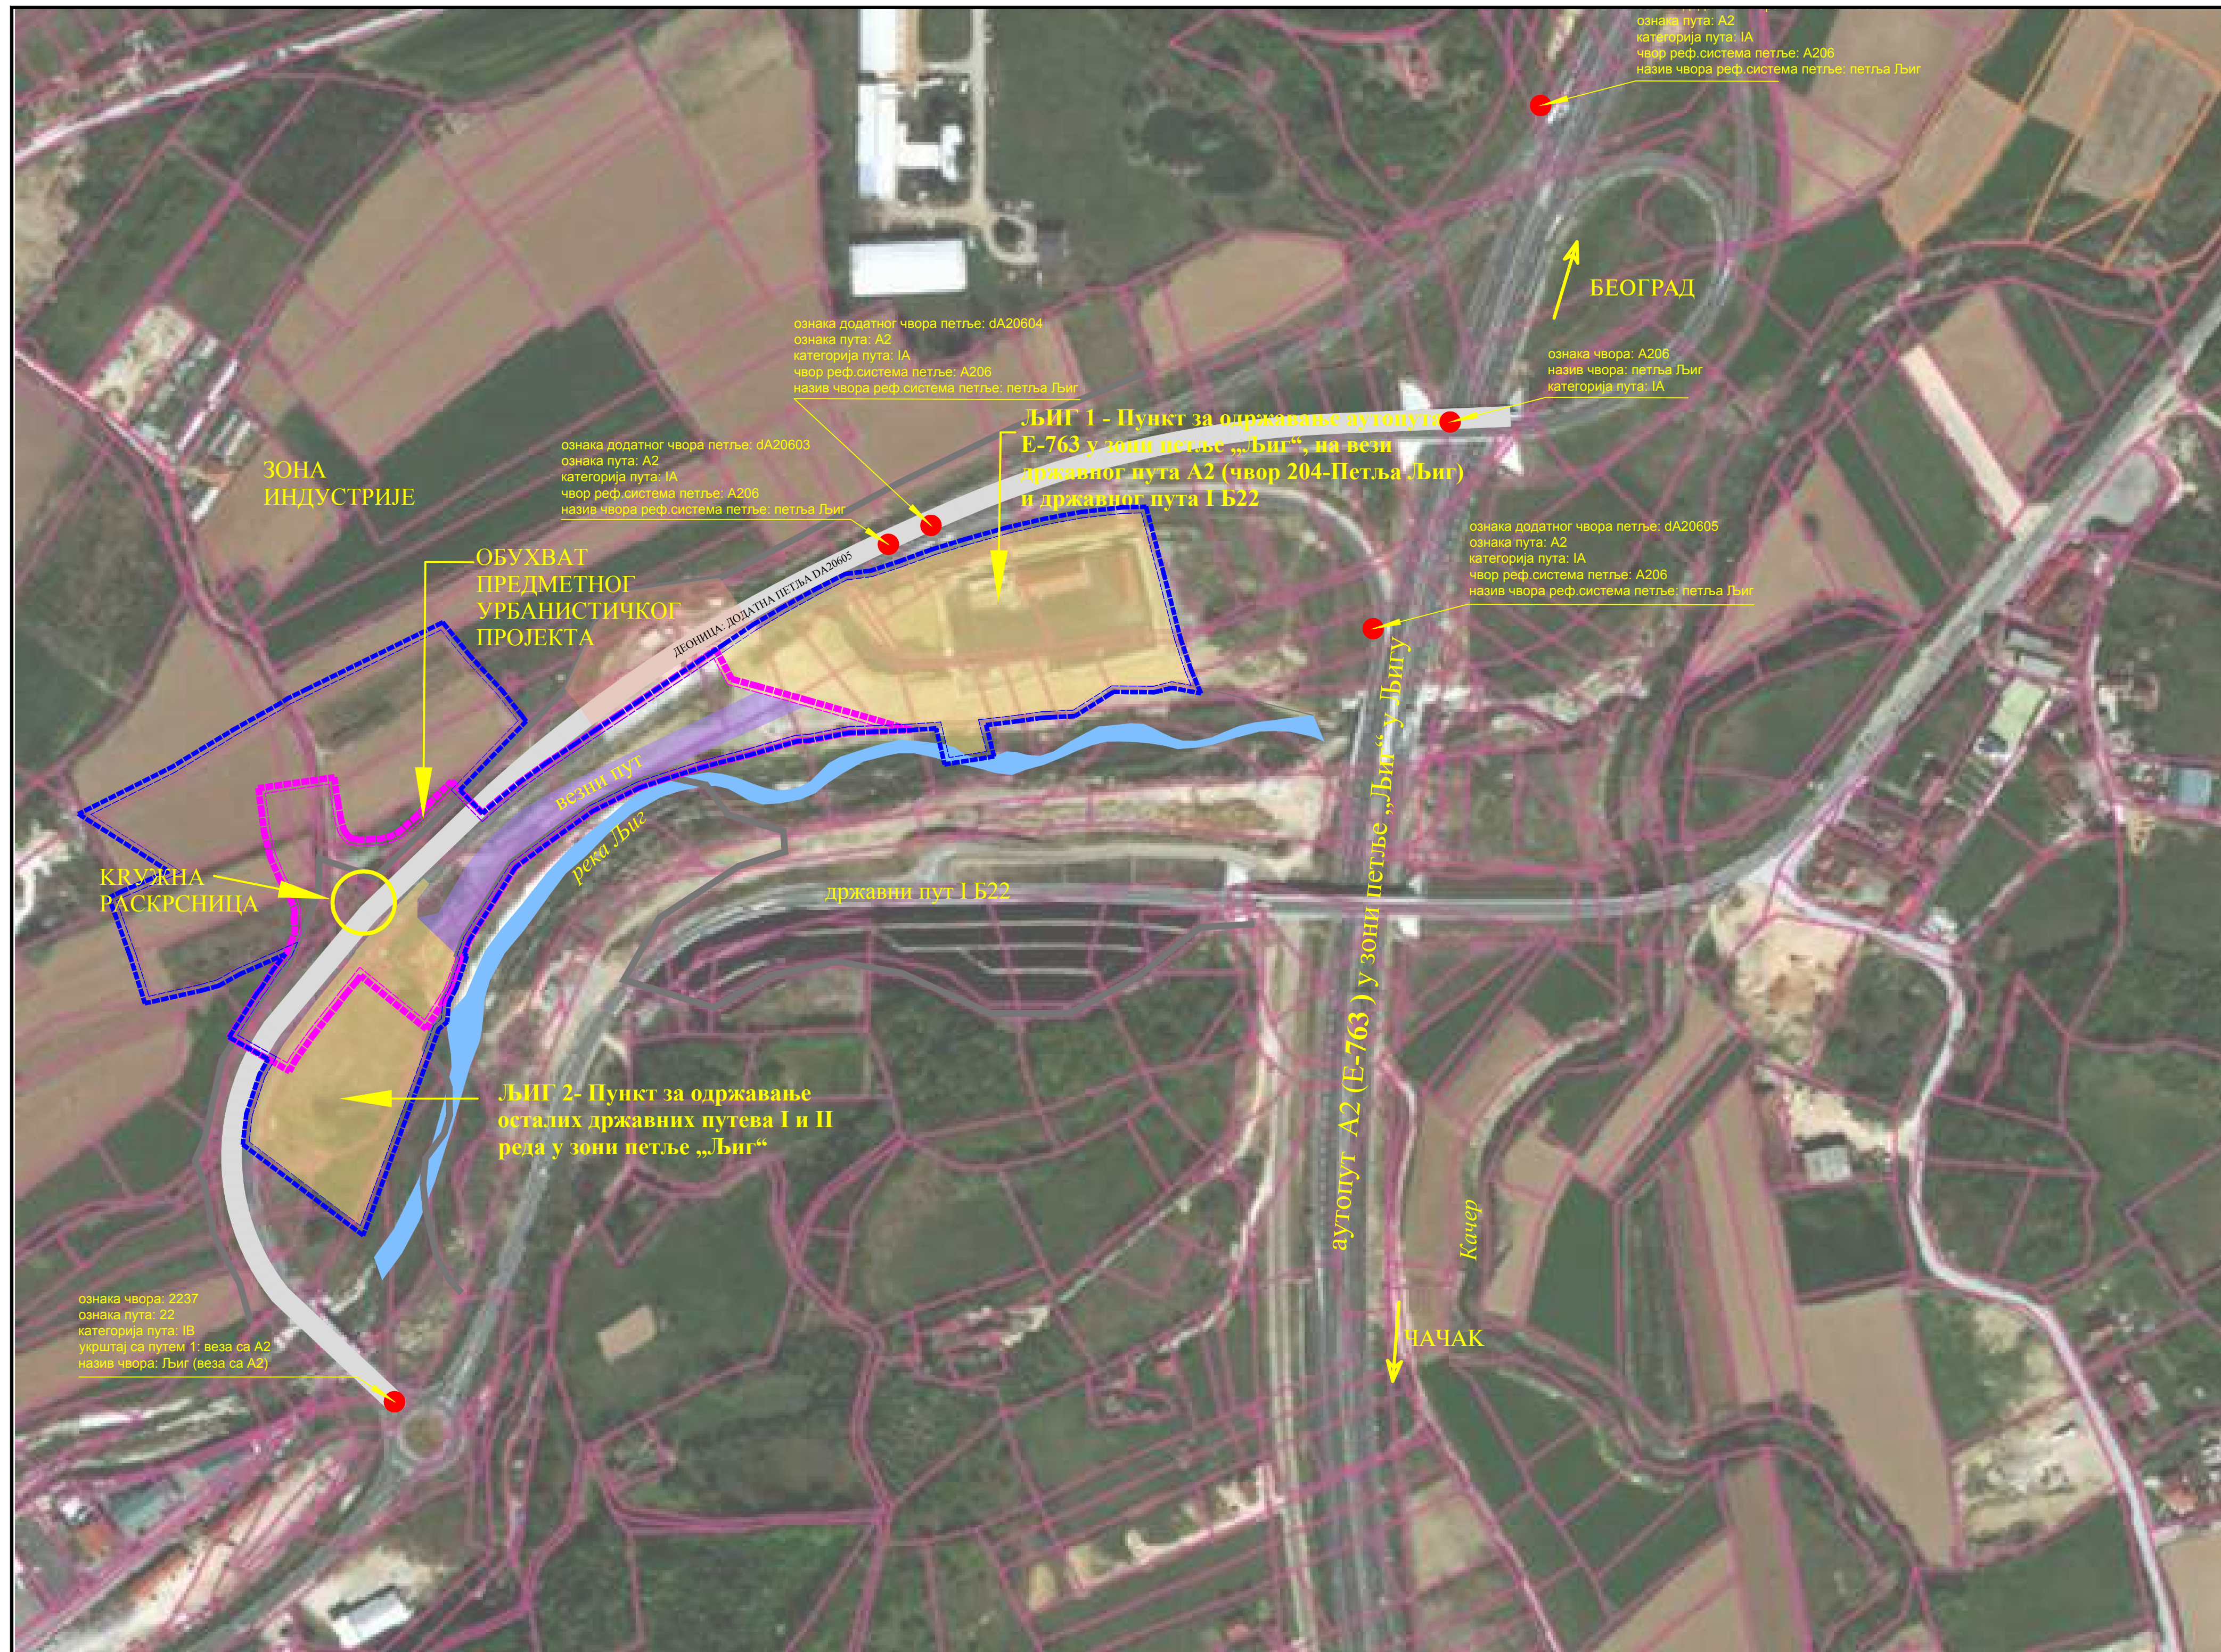 ознака пута: А2
категорија пута: IA
чвор реф.система петље: А206
назив чвора реф.система петље: петља Љиг
БЕОГРАД
ознака додатног чвора петље: dA20604
ознака пута: А2
категорија пута: IA
чвор реф.система петље: А206
назив чвора реф.система петље: петља Љиг
ознака чвора: А206
назив чвора: петља Љиг
категорија пута: IA
ЉИГ 1 - Пункт за одржавање аутопута
Е-763 у зони петље „Љиг“, на вези
државног пута А2 (чвор 204-Петља Љиг)
и државног пута I Б22
ознака додатног чвора петље: dA20603
ознака пута: А2
категорија пута: IA
чвор реф.система петље: А206
назив чвора реф.система петље: петља Љиг
ЗОНА
ИНДУСТРИЈЕ
ознака додатног чвора петље: dA20605
ознака пута: А2
категорија пута: IA
чвор реф.система петље: А206
назив чвора реф.система петље: петља Љиг
ОБУХВАТ
ПРЕДМЕТНОГ
УРБАНИСТИЧКОГ
ПРОЈЕКТА
ДЕОНИЦА: ДОДАТНА ПЕТЉА DA20605
везни пут
река Љиг
КRУЖНА
РАСКРСНИЦА
државни пут I Б22
аутопут А2 (Е-763 ) у зони петље „Љиг“ у Љигу
ЉИГ 2- Пункт за одржавање
осталих државних путева I и II
реда у зони петље „Љиг“
Качер
ознака чвора: 2237
ознака пута: 22
категорија пута: IB
укрштај са путем 1: веза са А2
назив чвора: Љиг (веза са А2)
ЧАЧАК